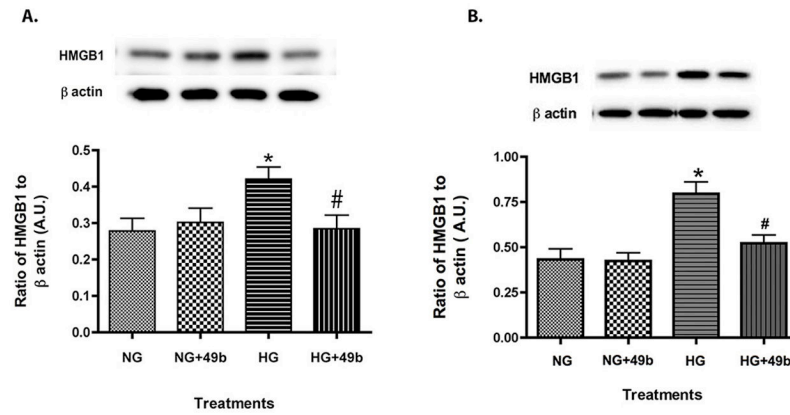 A.
HMGB1
β actin
Ratio of HMGB1 to
β actin (A.U.)
0.5
0.4
0.3
0.2
0.1
0.0
*
#
NG NG+49b HG HG+49b
Treatments
B.
HMGB1
β actin
Ratio of HMGB1 to
β actin ( A.U.)
1.00
0.75
0.50
0.25
0.00
*
#
NG NG+49b HG HG+49b
Treatments